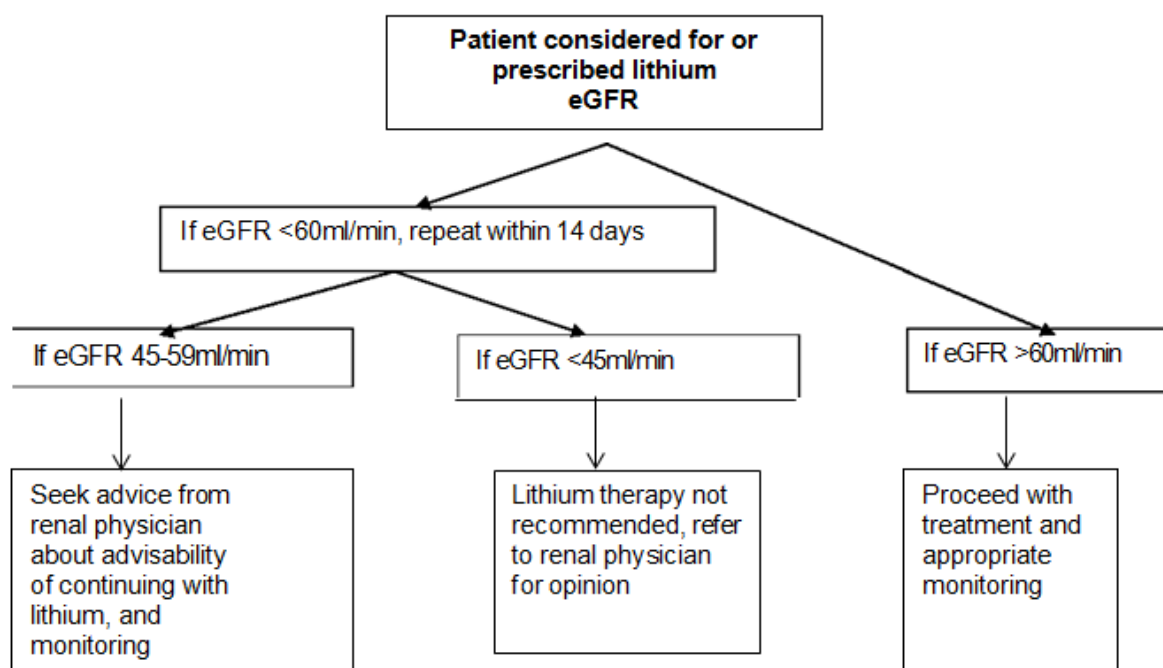 Patient considered for or
prescribed lithium
eGFR
If eGFR <60ml/min, repeat within 14 days
If eGFR 45-59ml/min
If eGFR <45ml/min
If eGFR >60ml/min
Seek advice from
renal physician
about advisability
of continuing with
lithium, and
monitoring
Lithium therapy not
recommended, refer
to renal physician
for opinion
Proceed with
treatment and
appropriate
monitoring